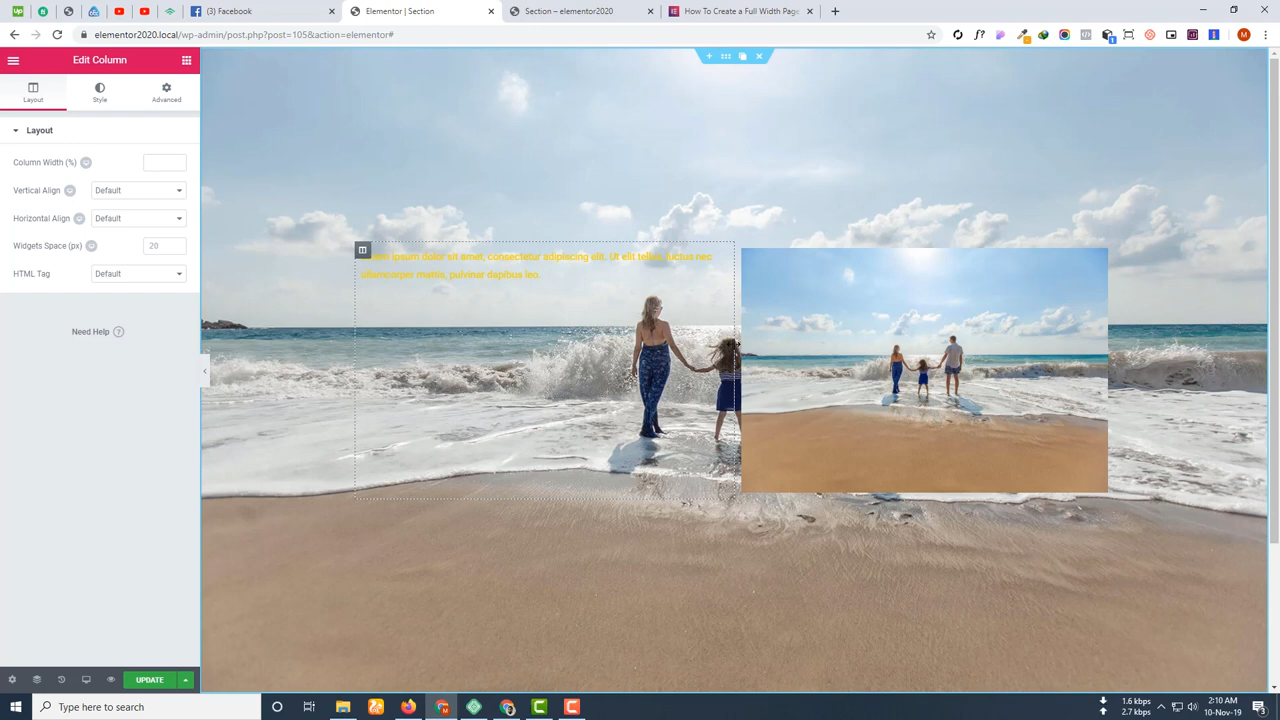 (3) Facebook
Elementor | Section
Section – elementor2020
How To Create a Full Width Page
elementor2020.local/wp-admin/post.php?post=105&action=elementor#
Edit Column
Layout
Style
Advanced
Layout
Column Width (%)
Vertical Align
Default
Horizontal Align
Default
Widgets Space (px)
20
HTML Tag
Default
Need Help
UPDATE
ipsum dolor sit amet, consectetur adipiscing elit. Ut elit tellus, luctus nec
ullamcorper mattis, pulvinar dapibus leo.
Type here to search
1.6 kbps
2.7 kbps
2:10 AM
10-Nov-19